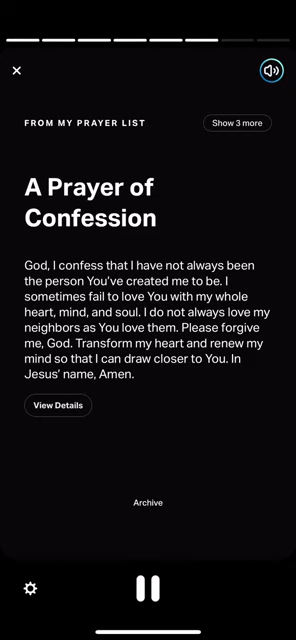 FROM MY PRAYER LIST
Show 3 more
A Prayer of
Confession
God, I confess that I have not always been
the person You’ve created me to be. I
sometimes fail to love You with my whole
heart, mind, and soul. I do not always love my
neighbors as You love them. Please forgive
me, God. Transform my heart and renew my
mind so that I can draw closer to You. In
Jesus’ name, Amen.
View Details
Archive